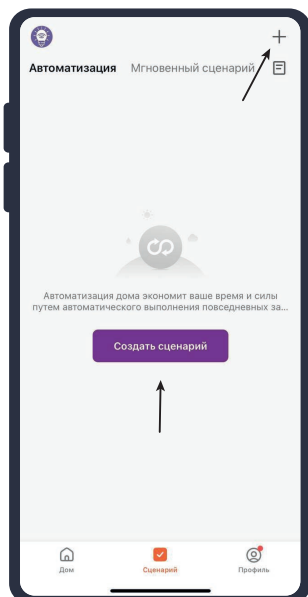 Автоматизация Мгновенный сценарий
Автоматизация дома экономит ваше время и силы
путем автоматического выполнения повседневных за...
Создать сценарий
Дом Сценарий Профиль